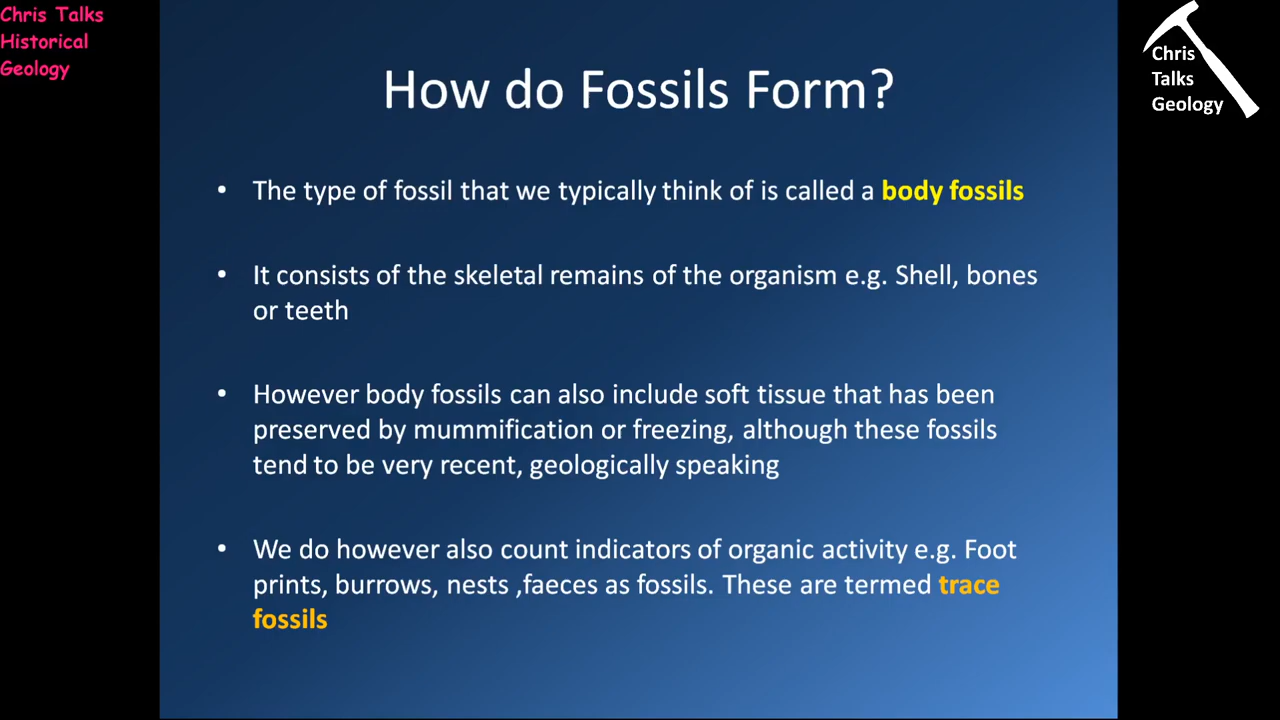 Chris Talks
Historical
Geology
Chris
Talks
Geology
How do Fossils Form?
• The type of fossil that we typically think of is called a body fossils
• It consists of the skeletal remains of the organism e.g. Shell, bones
or teeth
• However body fossils can also include soft tissue that has been
preserved by mummification or freezing, although these fossils
tend to be very recent, geologically speaking
• We do however also count indicators of organic activity e.g. Foot
prints, burrows, nests ,faeces as fossils. These are termed trace
fossils